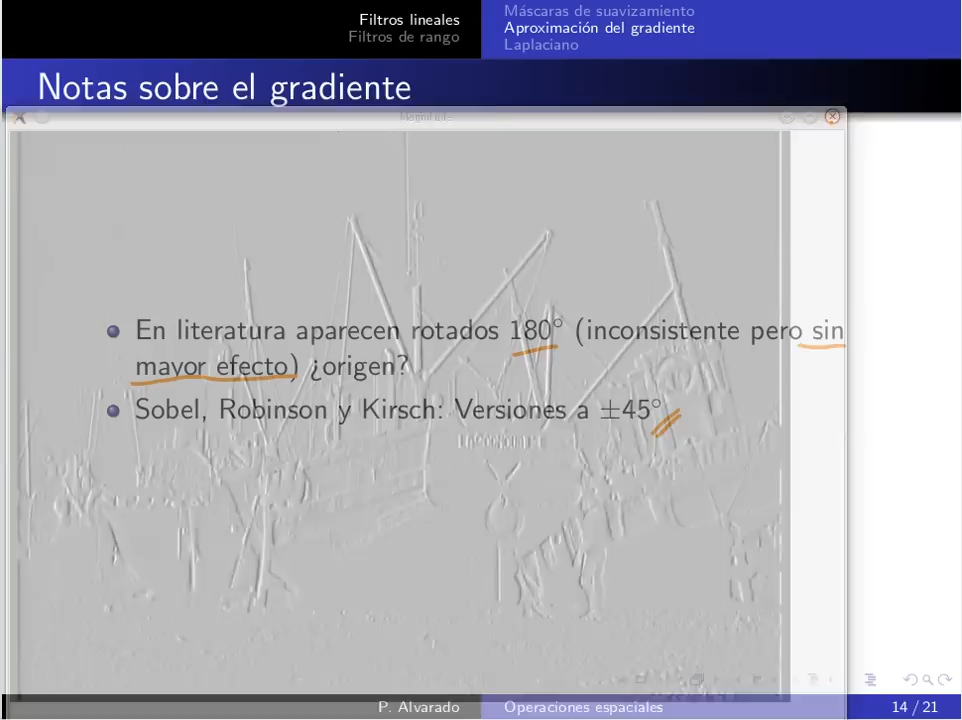 Filtros lineales
Filtros de rango
Máscaras de suavizamiento
Aproximación del gradiente
Laplaciano
Notas sobre el gradiente
Magnitude
En literatura aparecen rotados 180° (inconsistente pero sin
mayor efecto) ¿origen?
Sobel, Robinson y Kirsch: Versiones a ±45°
P. Alvarado
Operaciones espaciales
14 / 21